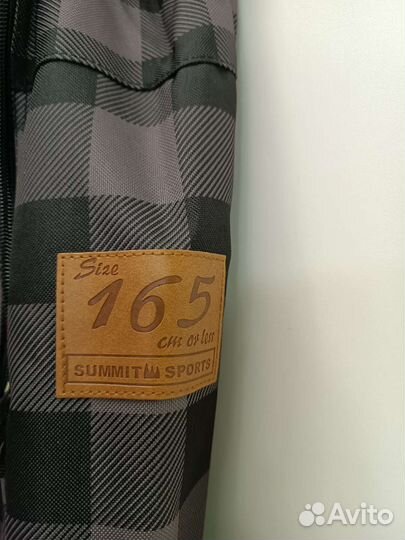 Size
165
cm or less
SUMMIT SPORTS
Avito